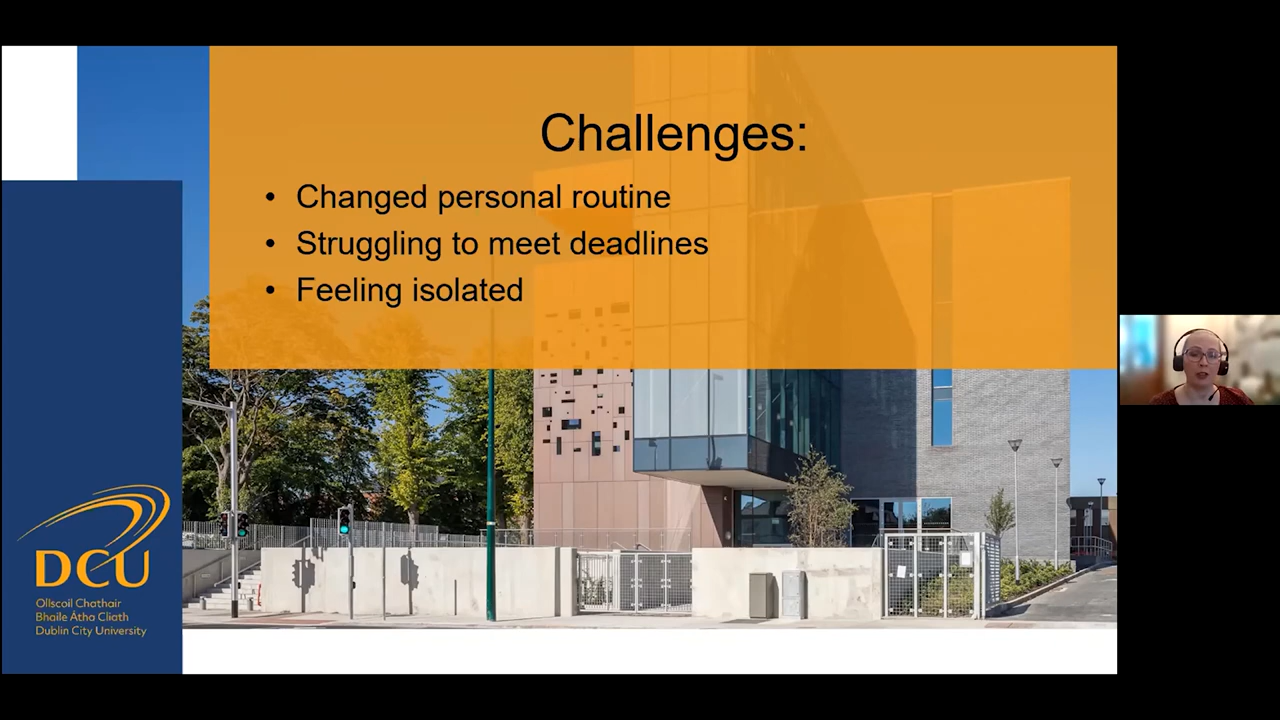 Challenges:
• Changed personal routine
• Struggling to meet deadlines
• Feeling isolated
DCU
Ollscoil Chathair
Bhaile Átha Cliath
Dublin City University